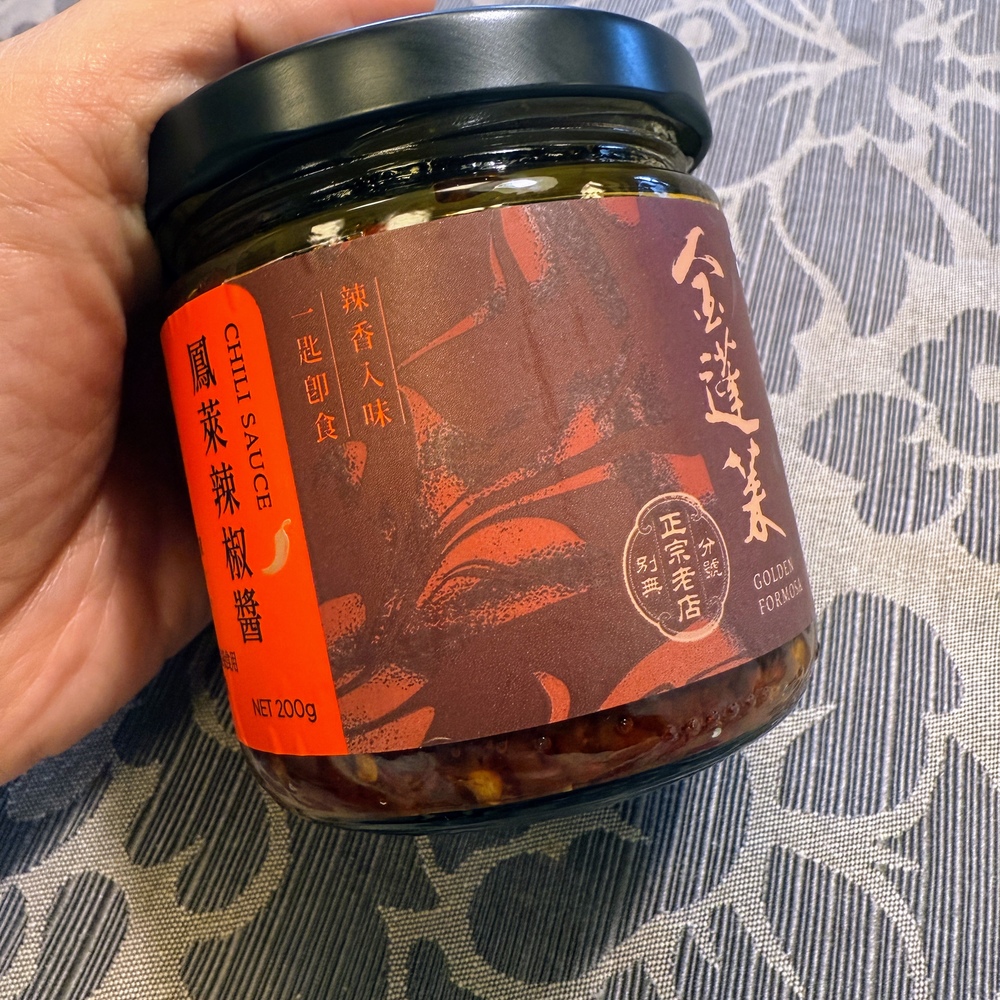 CHILI SAUCE
鳳萊辣椒醬
NET 200g
辣香入味
一匙即食
金蓬萊
正宗老店
別無
分號
GOLDEN
FORMOSA